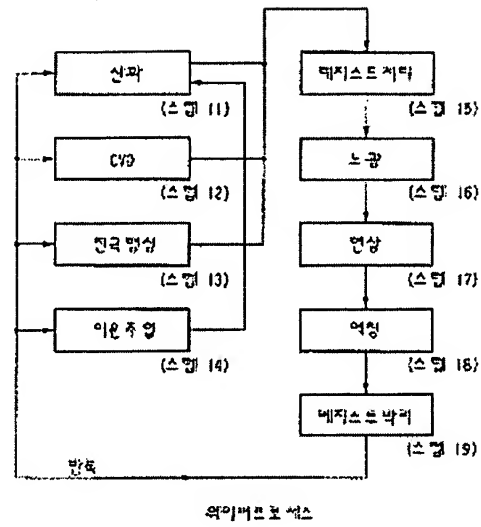 산화
(스텝 11)
CVD
(스텝 12)
전극형성
(스텝 13)
이온주입
(스텝 14)
레지스트처리
(스텝 15)
노광
(스텝 16)
현상
(스텝 17)
에칭
(스텝 18)
레지스트박리
(스텝 19)
반복
웨이퍼프로세스